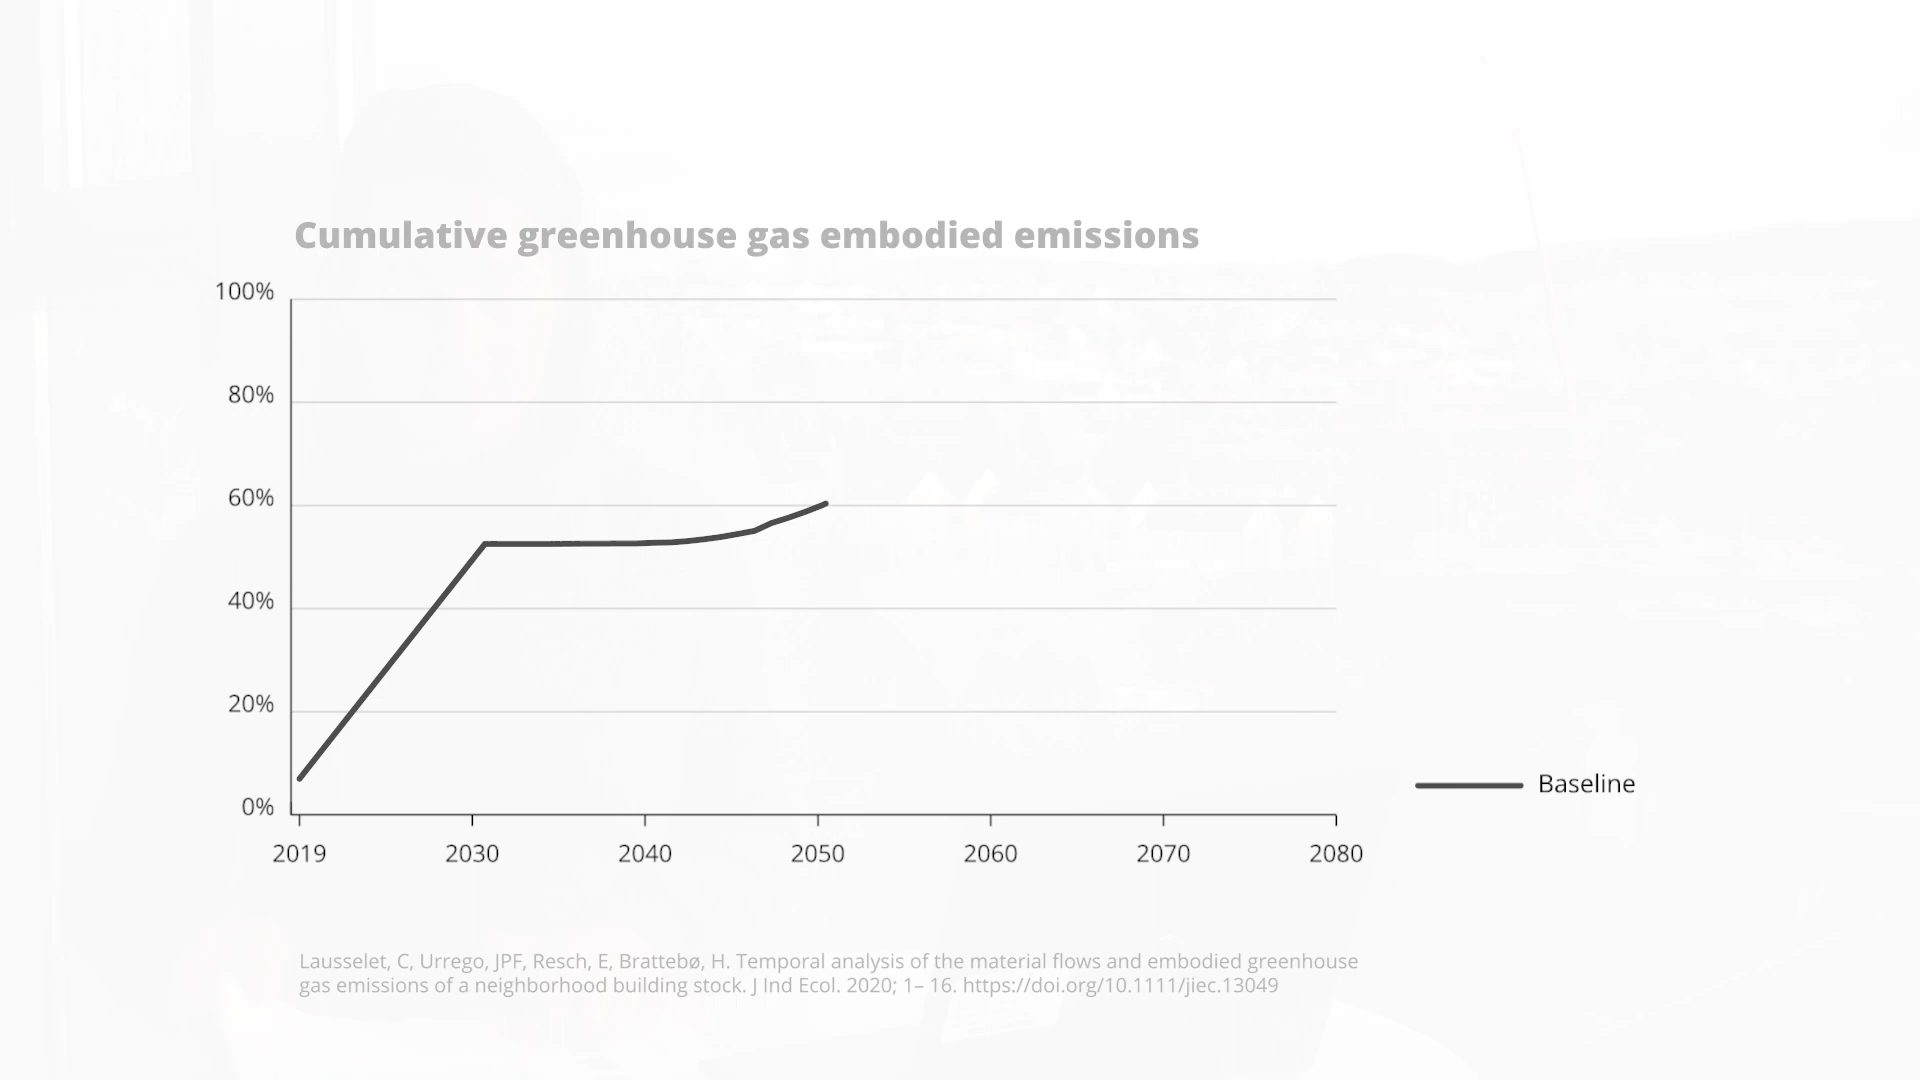 Cumulative greenhouse gas embodied emissions
100%
80%
60%
40%
20%
0%
2019 2030 2040 2050 2060 2070 2080
Baseline
Lausselet, C, Urrego, JPF, Resch, E, Brattebø, H. Temporal analysis of the material flows and embodied greenhouse
gas emissions of a neighborhood building stock. J Ind Ecol. 2020; 1– 16. https://doi.org/10.1111/jiec.13049